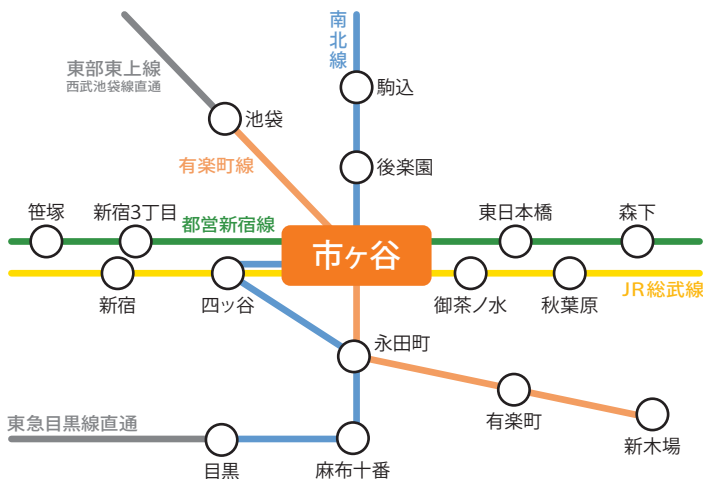 南北線
東部東上線
西武池袋線直通
駒込
池袋
有楽町線
後楽園
笹塚
新宿3丁目
都営新宿線
東日本橋
森下
市ヶ谷
新宿
四ッ谷
御茶ノ水
秋葉原
JR総武線
永田町
有楽町
新木場
東急目黒線直通
目黒
麻布十番